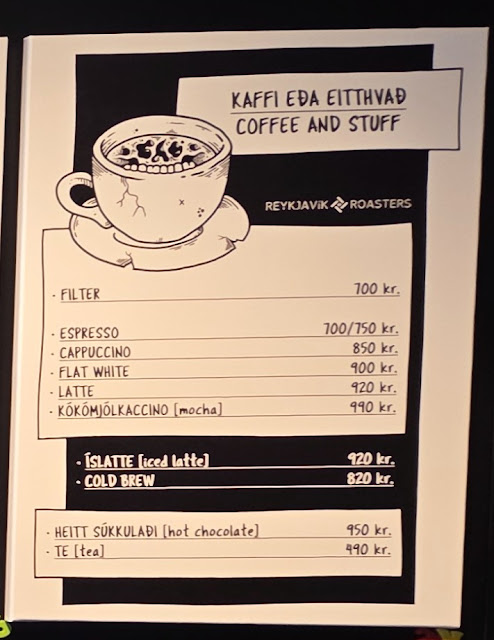 KAFFI EÐA EITTHVAÐ
COFFEE AND STUFF
REYKJAVíK ROASTERS
· FILTER 700 kr.
· ESPRESSO 700/750 kr.
· CAPPUCCINO 850 kr.
· FLAT WHITE 900 kr.
· LATTE 920 kr.
· KÓKÓMJÓLKACCINO [mocha] 990 kr.
· ÍSLATTE [iced latte] 920 kr.
· COLD BREW 820 kr.
· HEITT SÚKKULAÐI [hot chocolate] 950 kr.
· TE [tea] 490 kr.